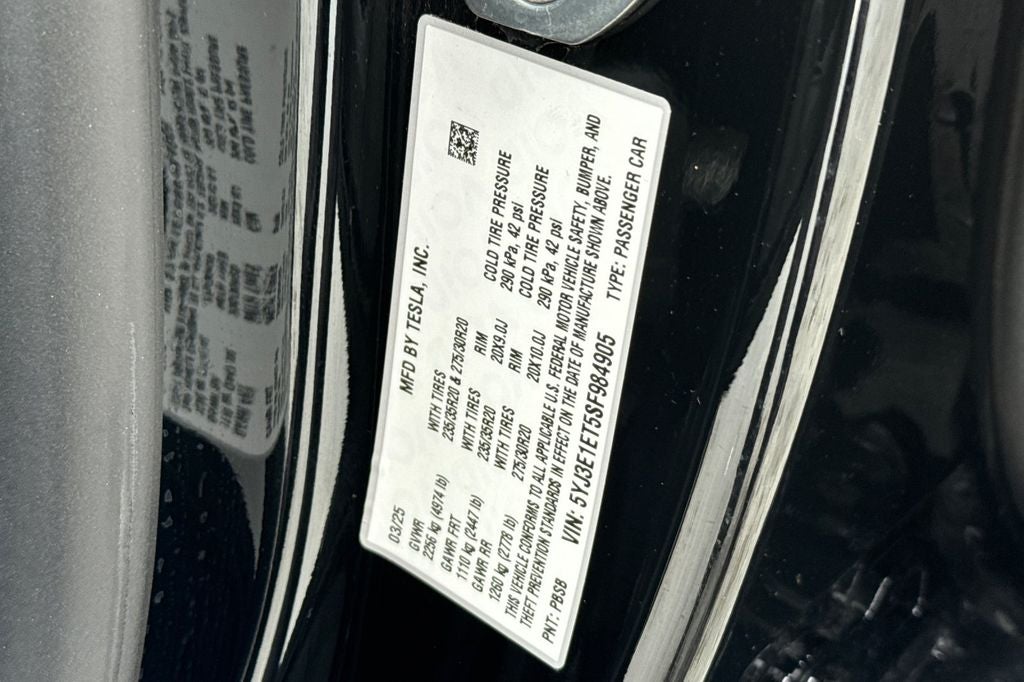 MFD BY TESLA, INC.
03/25
GVWR WITH TIRES RIM COLD TIRE PRESSURE
2256 kg (4974 lb) 235/35R20 & 275/30R20
GAWR FRT WITH TIRES RIM COLD TIRE PRESSURE
1110 kg (2447 lb) 235/35R20 20X9.0J 290 kPa, 42 psi
GAWR RR WITH TIRES RIM COLD TIRE PRESSURE
1260 kg (2778 lb) 275/30R20 20X10.0J 290 kPa, 42 psi
THIS VEHICLE CONFORMS TO ALL APPLICABLE U.S. FEDERAL MOTOR VEHICLE SAFETY, BUMPER, AND
THEFT PREVENTION STANDARDS IN EFFECT ON THE DATE OF MANUFACTURE SHOWN ABOVE.
VIN: 5YJ3E1ET5SF984905 TYPE: PASSENGER CAR
PNT: PBSB